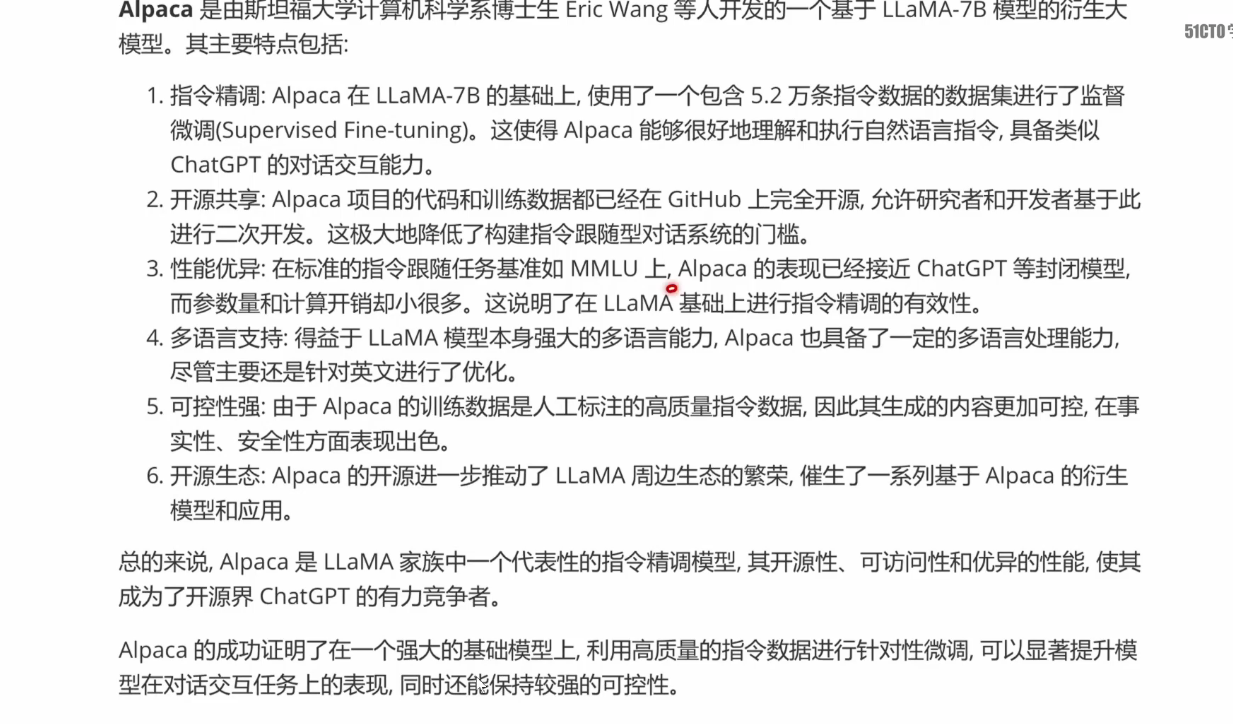 Alpaca 是由斯坦福大学计算机科学系博士生 Eric Wang 等人开发的一个基于 LLaMA-7B 模型的衍生大
模型。其主要特点包括:
51CTO
1. 指令精调: Alpaca 在 LLaMA-7B 的基础上, 使用了一个包含 5.2 万条指令数据的数据集进行了监督
微调(Supervised Fine-tuning)。这使得 Alpaca 能够很好地理解和执行自然语言指令, 具备类似
ChatGPT 的对话交互能力。
2. 开源共享: Alpaca 项目的代码和训练数据都已经在 GitHub 上完全开源, 允许研究者和开发者基于此
进行二次开发。这极大地降低了构建指令跟随型对话系统的门槛。
3. 性能优异: 在标准的指令跟随任务基准如 MMLU 上, Alpaca 的表现已经接近 ChatGPT 等封闭模型,
而参数量和计算开销却小很多。这说明了在 LLaMA 基础上进行指令精调的有效性。
4. 多语言支持: 得益于 LLaMA 模型本身强大的多语言能力, Alpaca 也具备了一定的多语言处理能力,
尽管主要还是针对英文进行了优化。
5. 可控性强: 由于 Alpaca 的训练数据是人工标注的高质量指令数据, 因此其生成的内容更加可控, 在事
实性、安全性方面表现出色。
6. 开源生态: Alpaca 的开源进一步推动了 LLaMA 周边生态的繁荣, 催生了一系列基于 Alpaca 的衍生
模型和应用。
总的来说, Alpaca 是 LLaMA 家族中一个代表性的指令精调模型, 其开源性、可访问性和优异的性能, 使其
成为了开源界 ChatGPT 的有力竞争者。
Alpaca 的成功证明了在一个强大的基础模型上, 利用高质量的指令数据进行针对性微调, 可以显著提升模
型在对话交互任务上的表现, 同时还能保持较强的可控性。